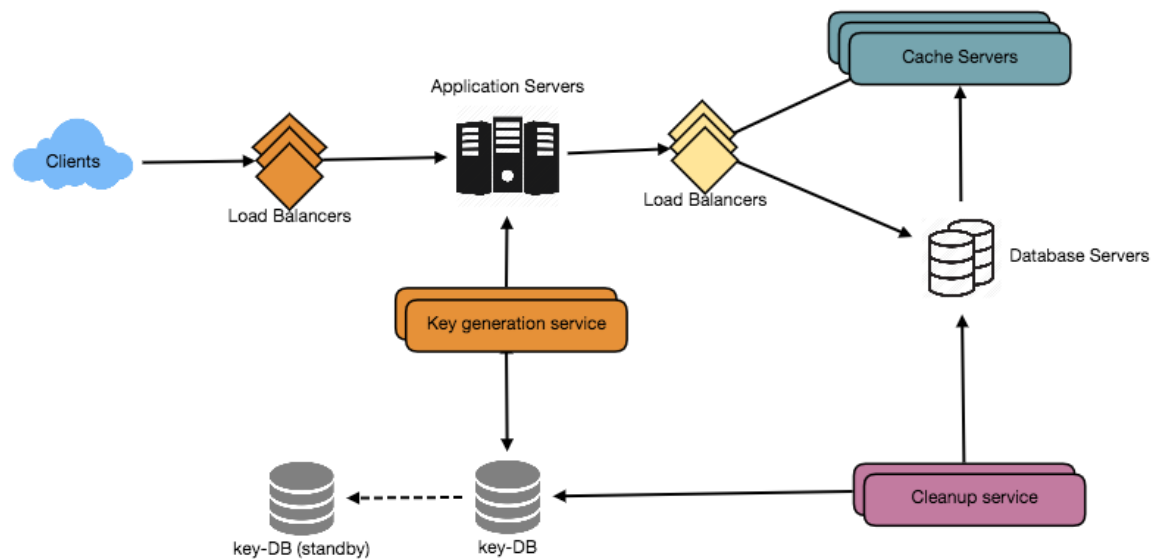 Cache Servers
Application Servers
Clients
Load Balancers
Load Balancers
Database Servers
Key generation service
Cleanup service
key-DB (standby)
key-DB